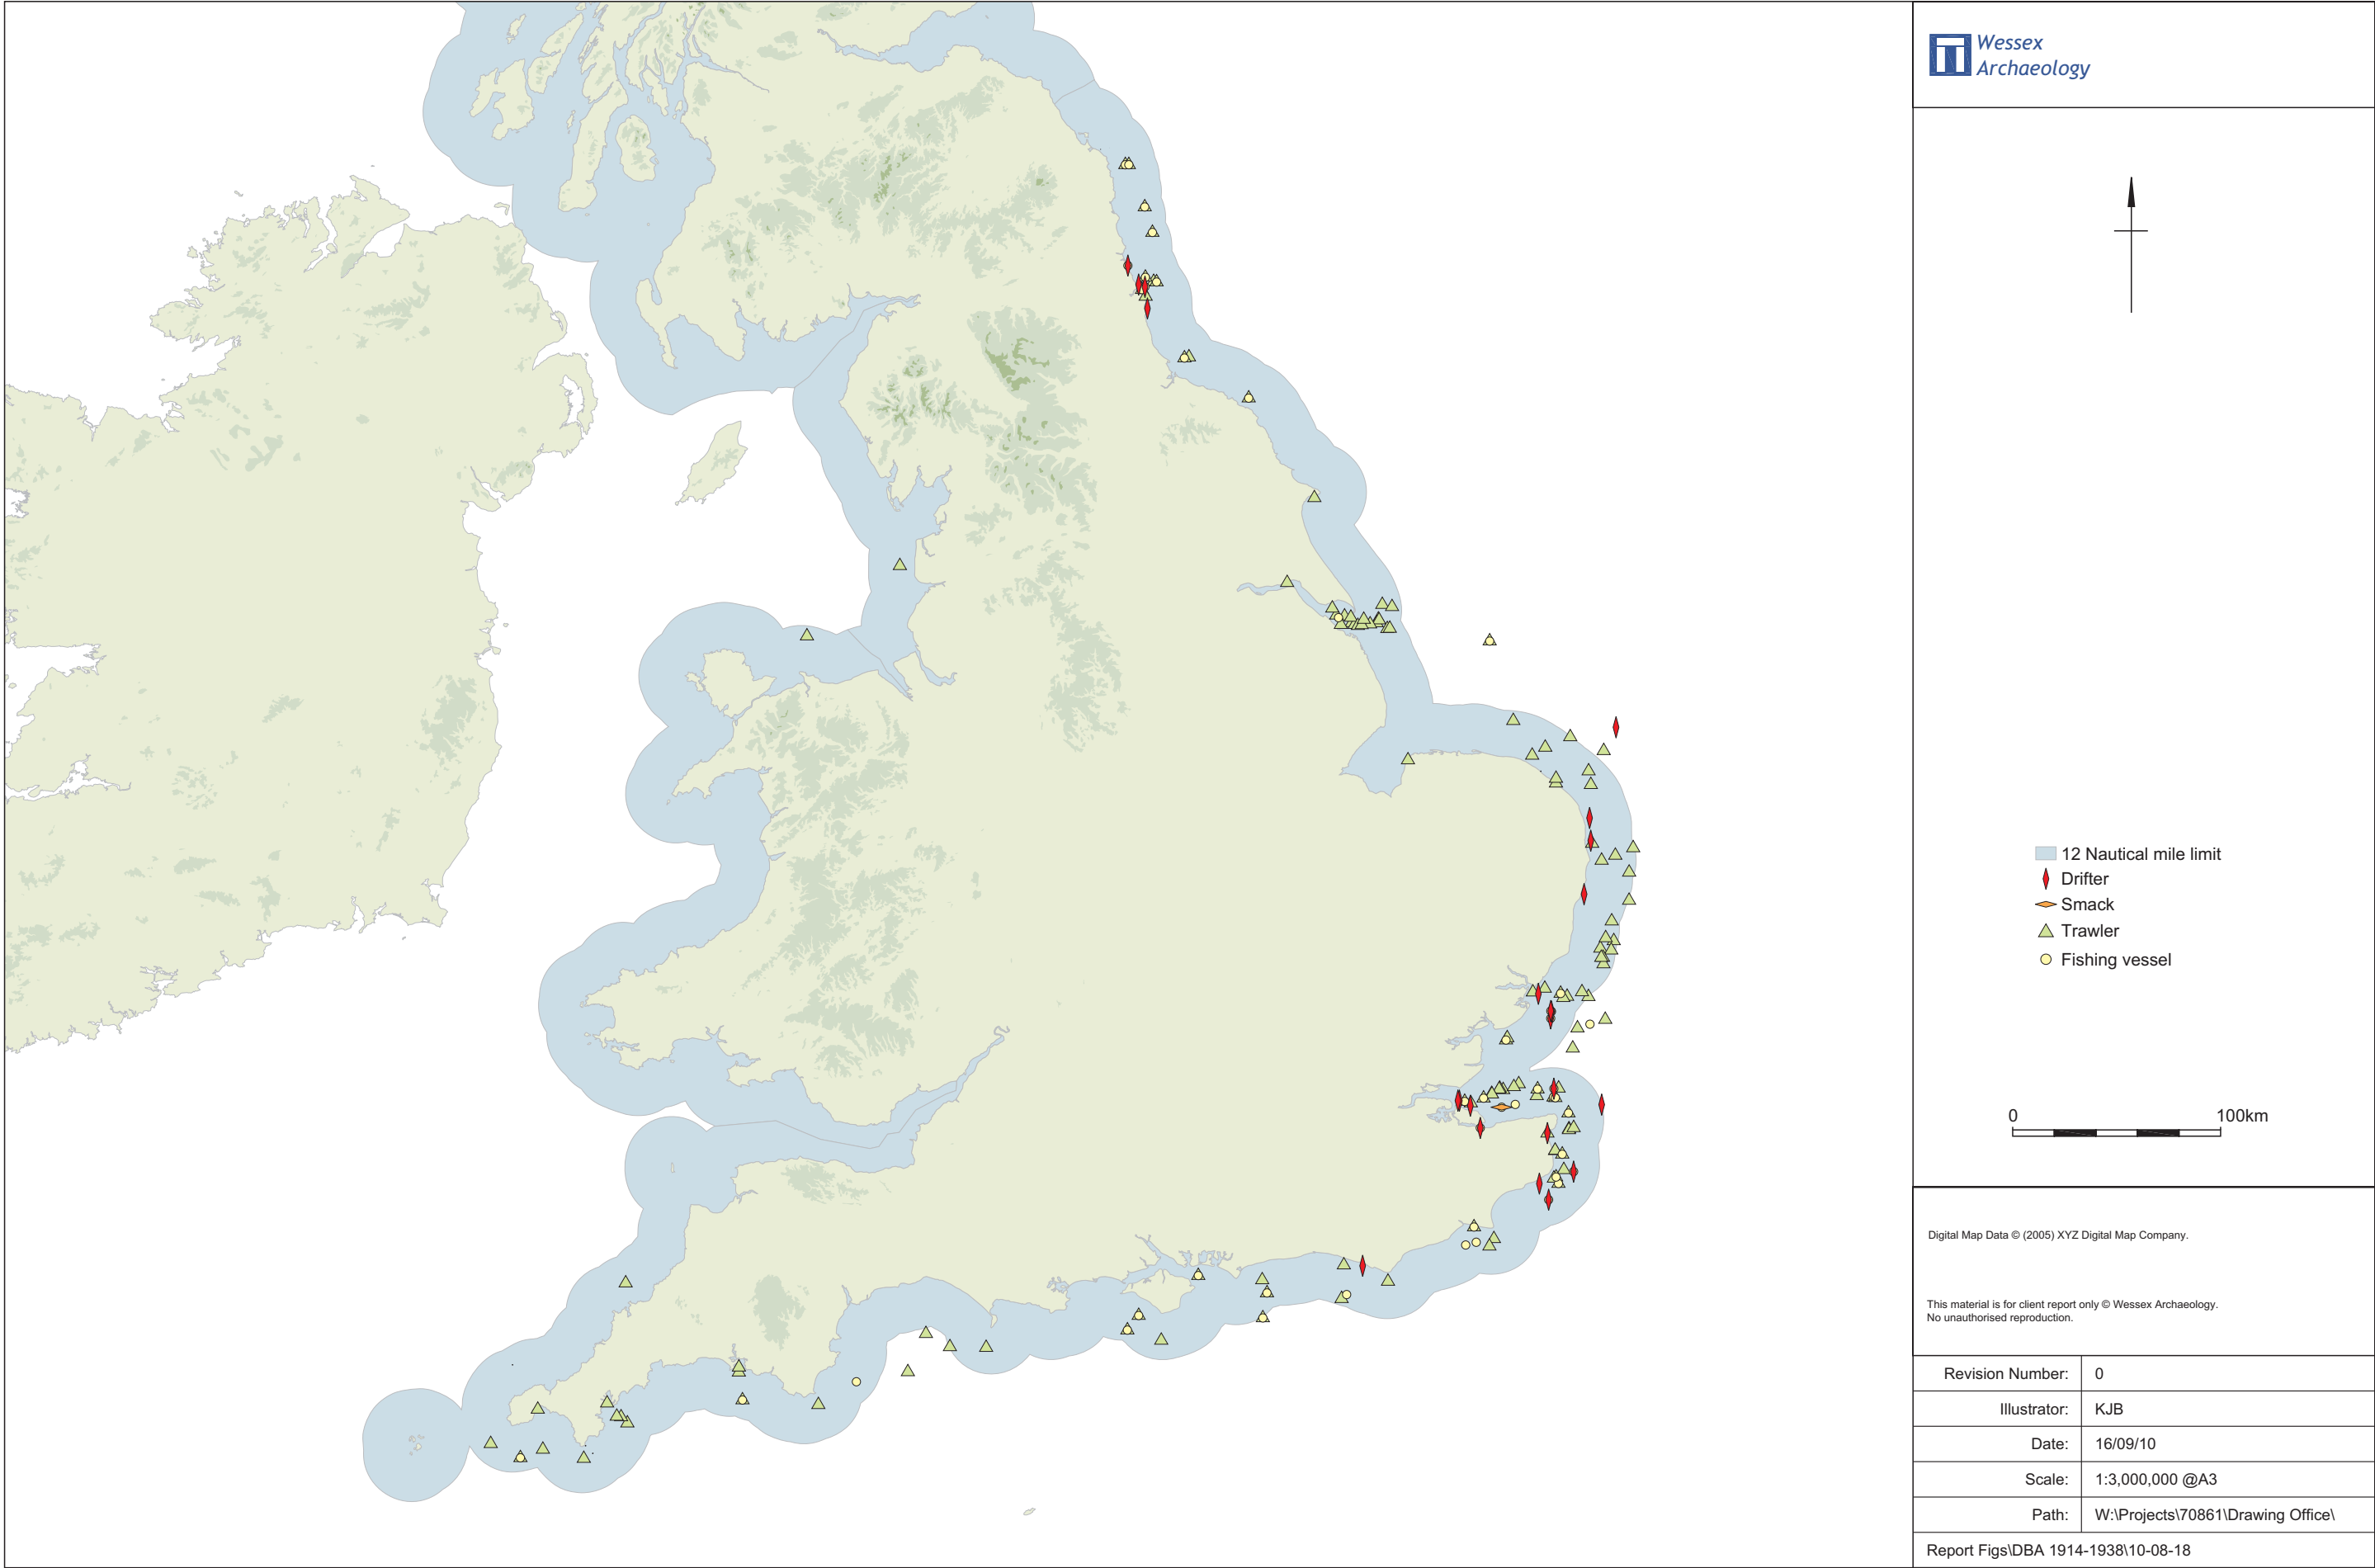 Wessex
Archaeology
12 Nautical mile limit
Drifter
Smack
Trawler
Fishing vessel
0 100km
Digital Map Data © (2005) XYZ Digital Map Company.
This material is for client report only © Wessex Archaeology.
No unauthorised reproduction.
Revision Number: 0
Illustrator: KJB
Date: 16/09/10
Scale: 1:3,000,000 @A3
Path: W:\Projects\70861\Drawing Office\
Report Figs\DBA 1914-1938\10-08-18